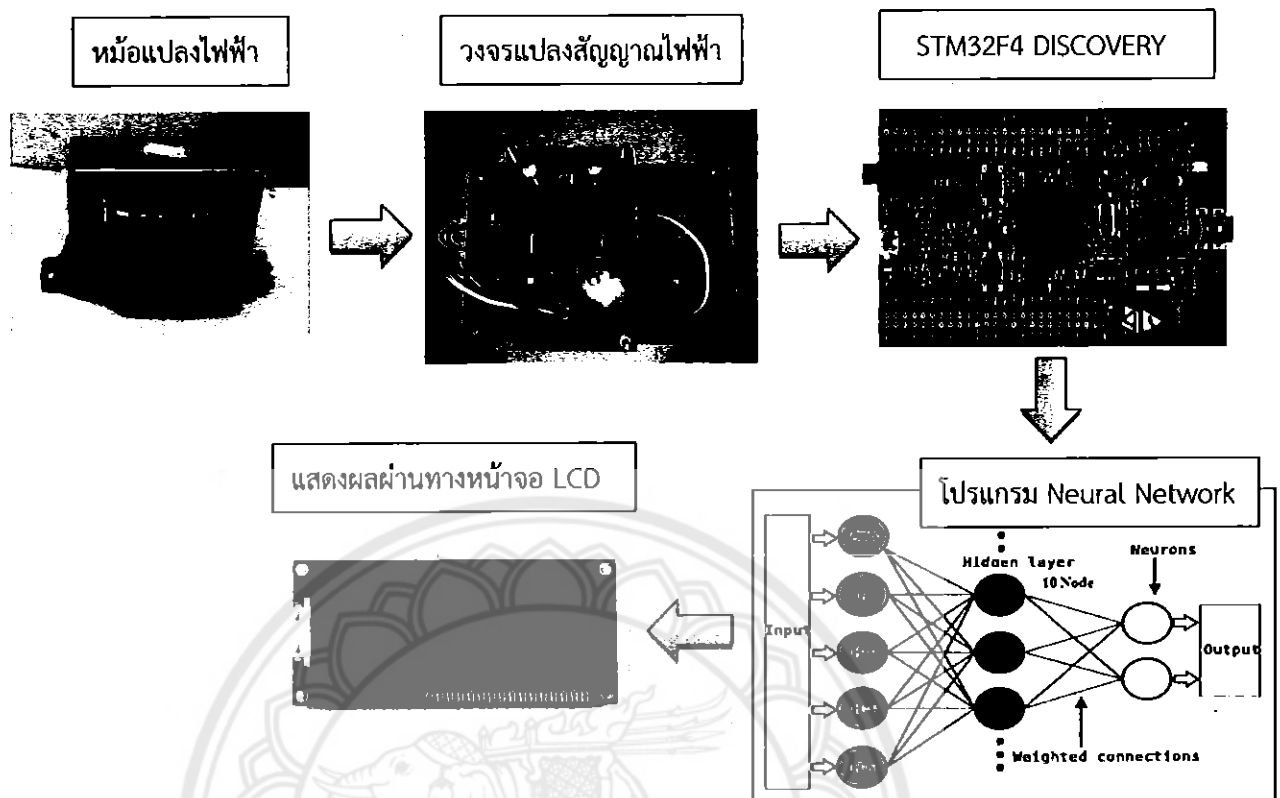 หม้อแปลงไฟฟ้า
วงจรแปลงสัญญาณไฟฟ้า
STM32F4 DISCOVERY
แสดงผลผ่านทางหน้าจอ LCD
โปรแกรม Neural Network
Hidden layer
10 Node
Neurons
Input
Output
Weighted connections